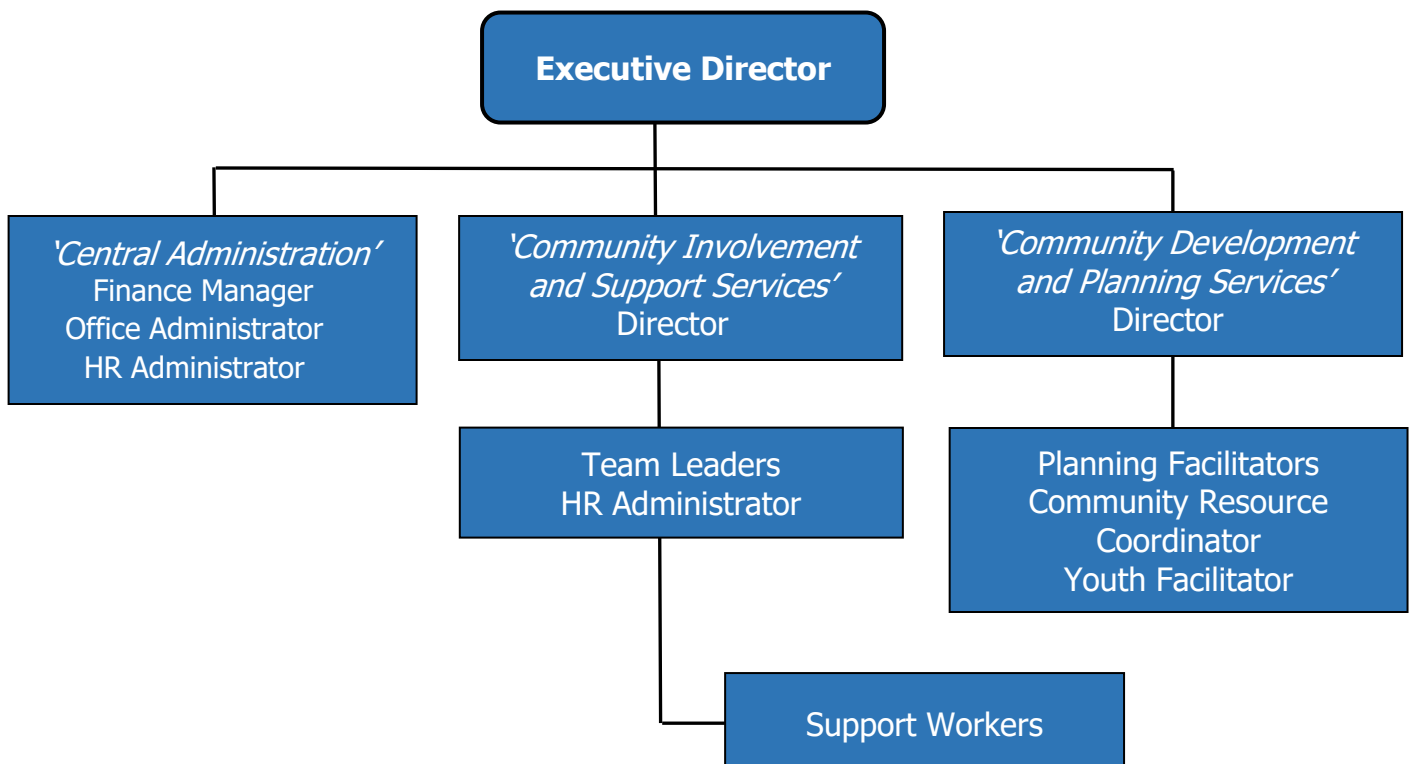 Executive Director
‘Central Administration’
Finance Manager
Office Administrator
HR Administrator
‘Community Involvement
and Support Services’
Director
‘Community Development
and Planning Services’
Director
Team Leaders
HR Administrator
Planning Facilitators
Community Resource
Coordinator
Youth Facilitator
Support Workers